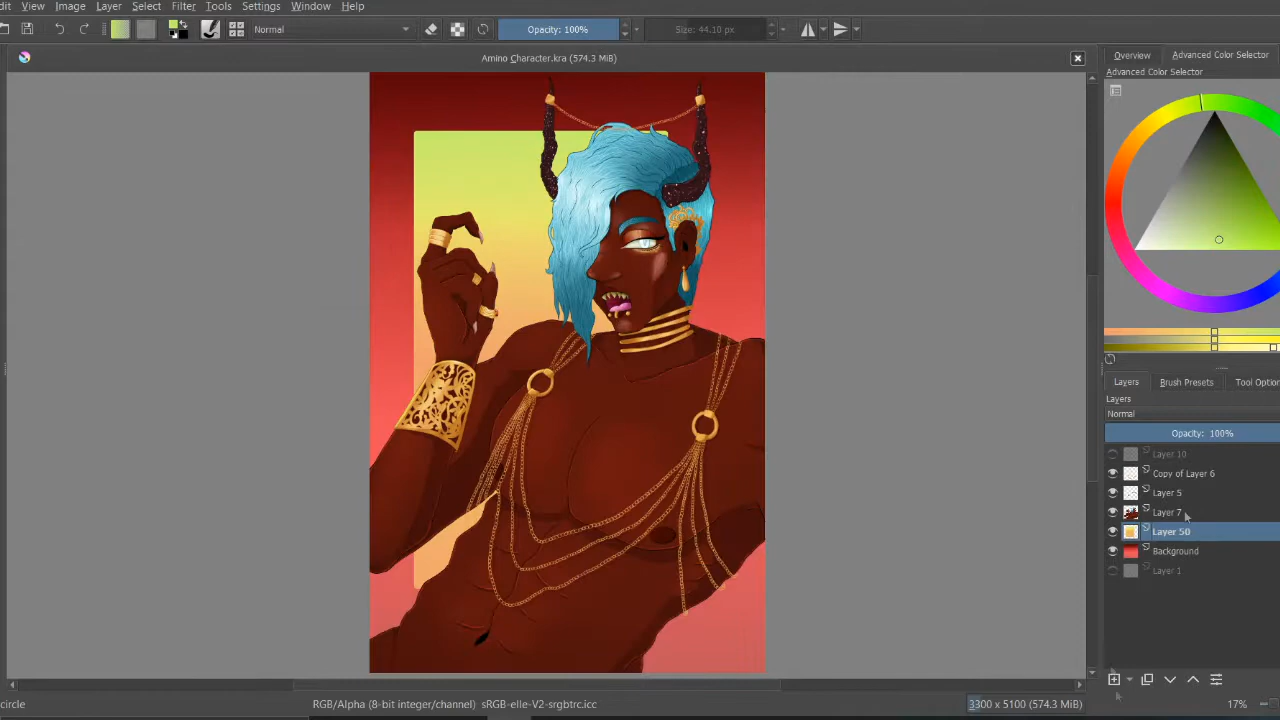 dit View Image Layer Select Filter Tools Settings Window Help
Normal Opacity: 100% Size: 44.10 px
Amino Character.kra (574.3 MiB)
Overview Advanced Color Selector
Advanced Color Selector
Layers Brush Presets Tool Option
Layers
Normal
Opacity: 100%
Layer 10
Copy of Layer 6
Layer 5
Layer 7
Layer 50
Background
Layer 1
circle RGB/Alpha (8-bit integer/channel) sRGB-elle-V2-srgbtrc.icc 3300 x 5100 (574.3 MiB) 17%